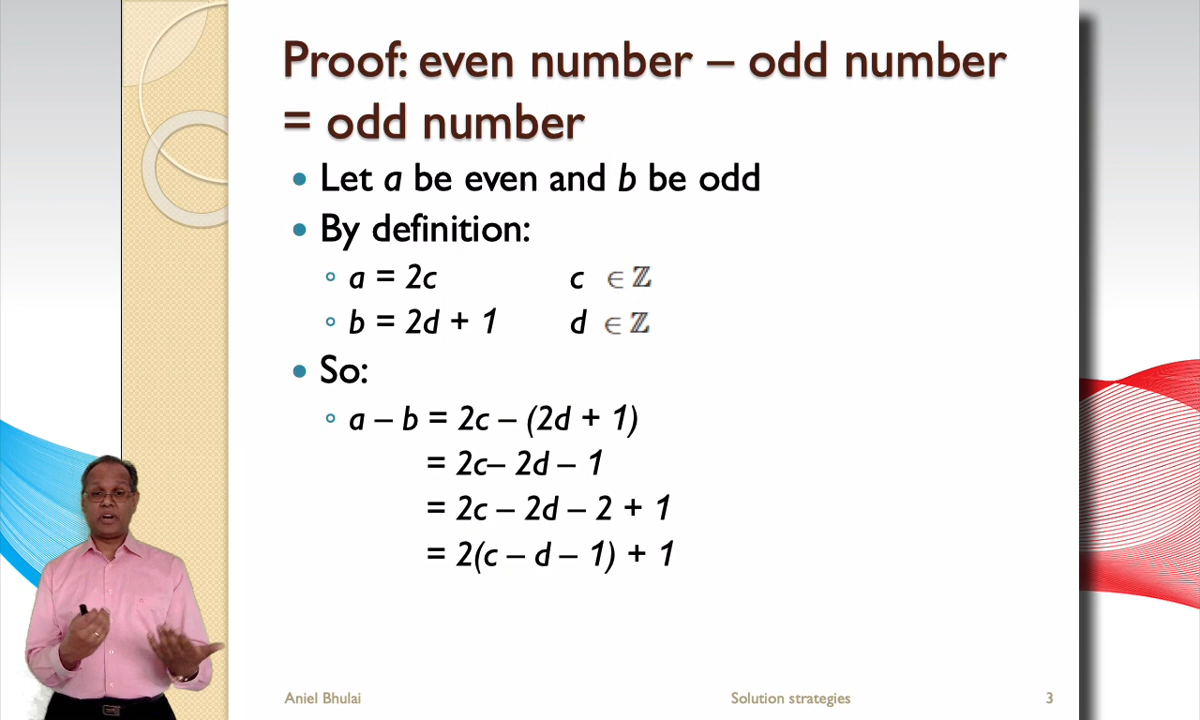 Proof: even number – odd number
= odd number
• Let a be even and b be odd
• By definition:
◦ a = 2c c ∈ ℤ
◦ b = 2d + 1 d ∈ ℤ
• So:
◦ a – b = 2c – (2d + 1)
= 2c– 2d – 1
= 2c – 2d – 2 + 1
= 2(c – d – 1) + 1
Aniel Bhulai Solution strategies 3